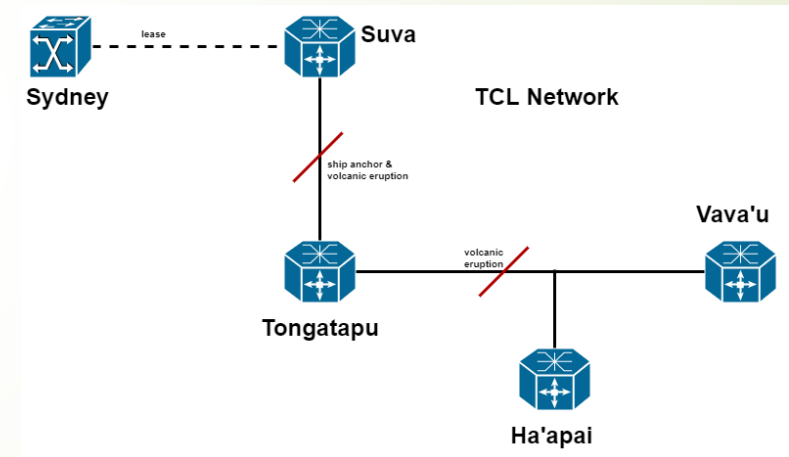 lease
Suva
Sydney
TCL Network
ship anchor &
volcanic eruption
Vava'u
volcanic
eruption
Tongatapu
Ha'apai